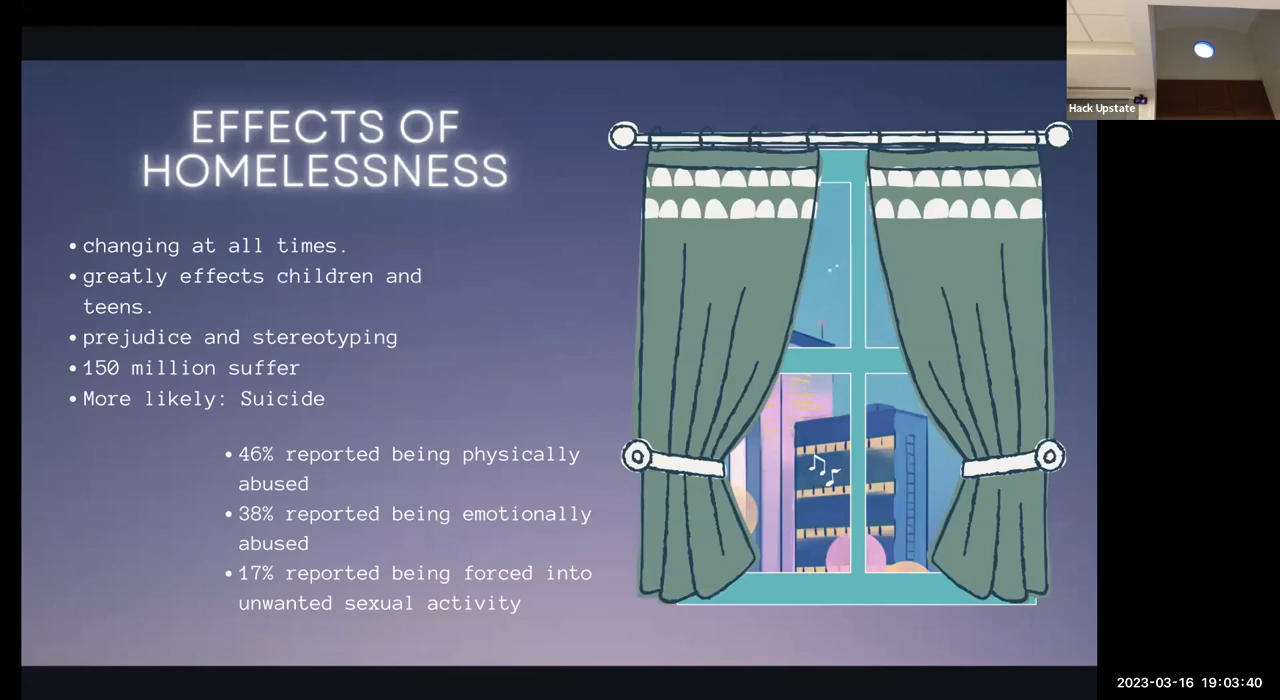 EFFECTS OF
HOMELESSNESS
• changing at all times.
• greatly effects children and
teens.
• prejudice and stereotyping
• 150 million suffer
• More likely: Suicide
• 46% reported being physically
abused
• 38% reported being emotionally
abused
• 17% reported being forced into
unwanted sexual activity
Hack Upstate
2023-03-16 19:03:40